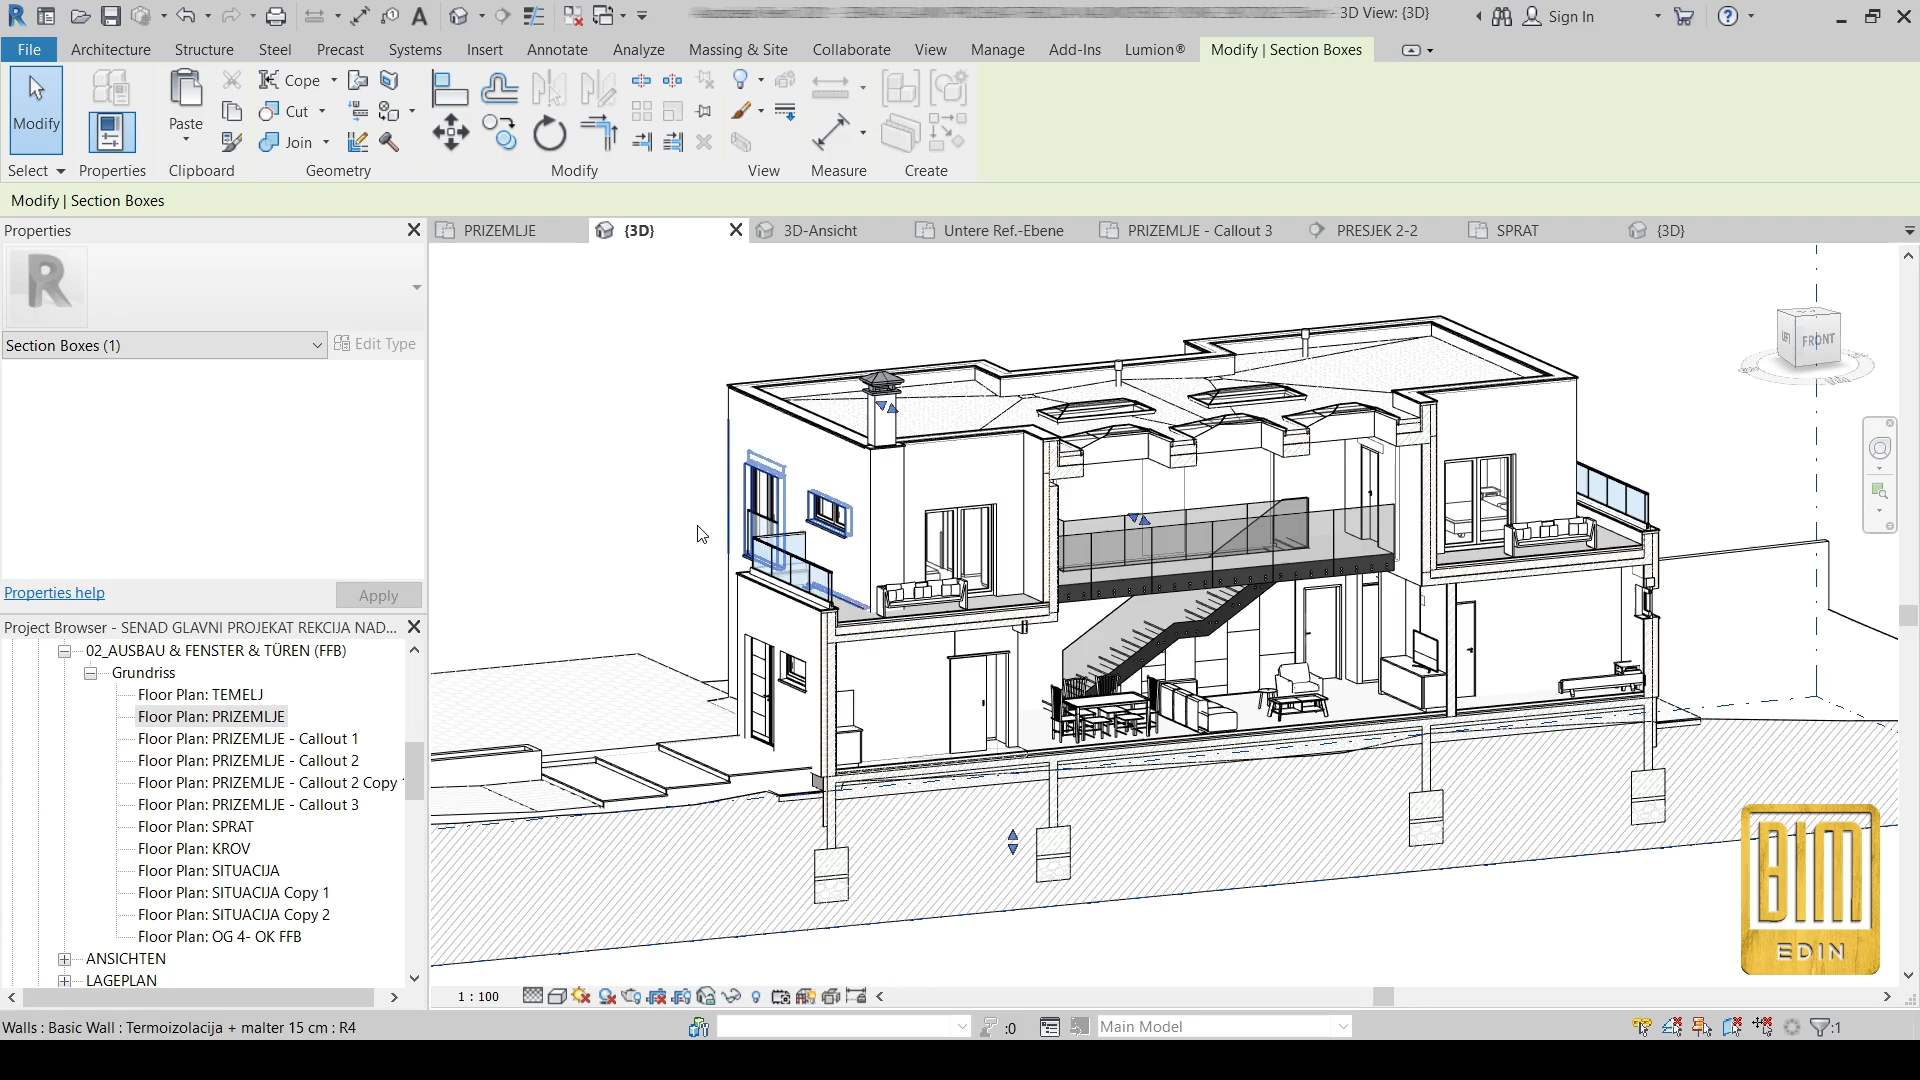 - 3D View: {3D}
Sign In
File
Architecture
Structure
Steel
Precast
Systems
Insert
Annotate
Analyze
Massing & Site
Collaborate
View
Manage
Add-Ins
Lumion®
Modify | Section Boxes
Modify
Paste
Cope
Cut
Join
Select
Properties
Clipboard
Geometry
Modify
View
Measure
Create
Modify | Section Boxes
Properties
PRIZEMLJE
{3D}
3D-Ansicht
Untere Ref.-Ebene
PRIZEMLJE - Callout 3
PRESJEK 2-2
SPRAT
{3D}
R
Section Boxes (1)
Edit Type
FRONT
Properties help
Apply
Project Browser - SENAD GLAVNI PROJEKAT REKCIJA NAD...
02_AUSBAU & FENSTER & TÜREN (FFB)
Grundriss
Floor Plan: TEMELJ
Floor Plan: PRIZEMLJE
Floor Plan: PRIZEMLJE - Callout 1
Floor Plan: PRIZEMLJE - Callout 2
Floor Plan: PRIZEMLJE - Callout 2 Copy
Floor Plan: PRIZEMLJE - Callout 3
Floor Plan: SPRAT
Floor Plan: KROV
Floor Plan: SITUACIJA
Floor Plan: SITUACIJA Copy 1
Floor Plan: SITUACIJA Copy 2
Floor Plan: OG 4- OK FFB
ANSICHTEN
LAGEPLAN
BIM
EDIN
1 : 100
Walls : Basic Wall : Termoizolacija + malter 15 cm : R4
:0
Main Model
:1